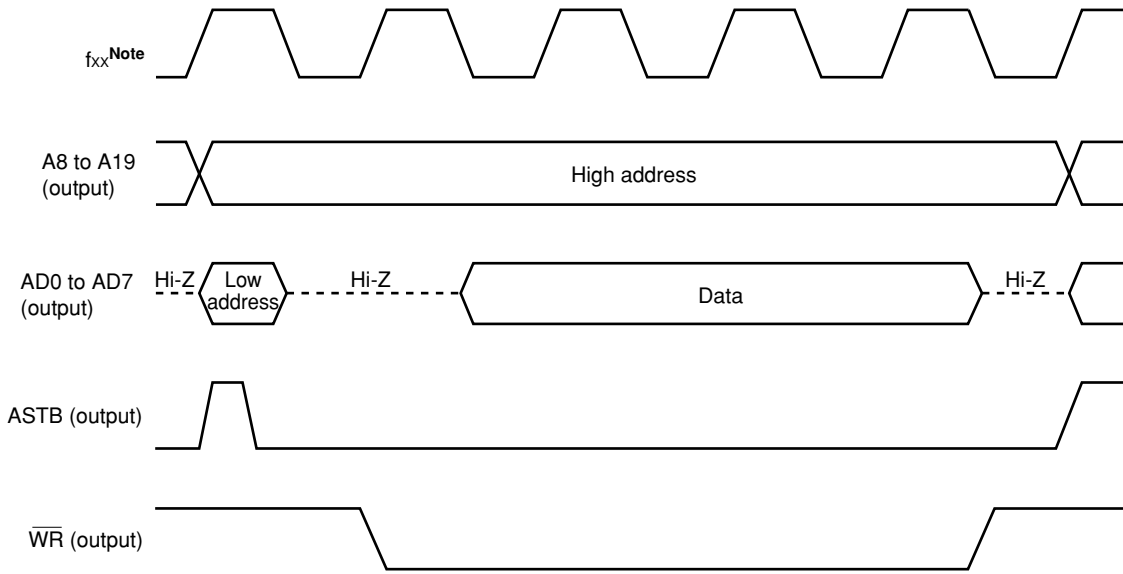 fxxNote
A8 to A19
(output)
High address
AD0 to AD7
(output)
Hi-Z
Low
address
Hi-Z
Data
Hi-Z
ASTB (output)
W̅R̅ (output)